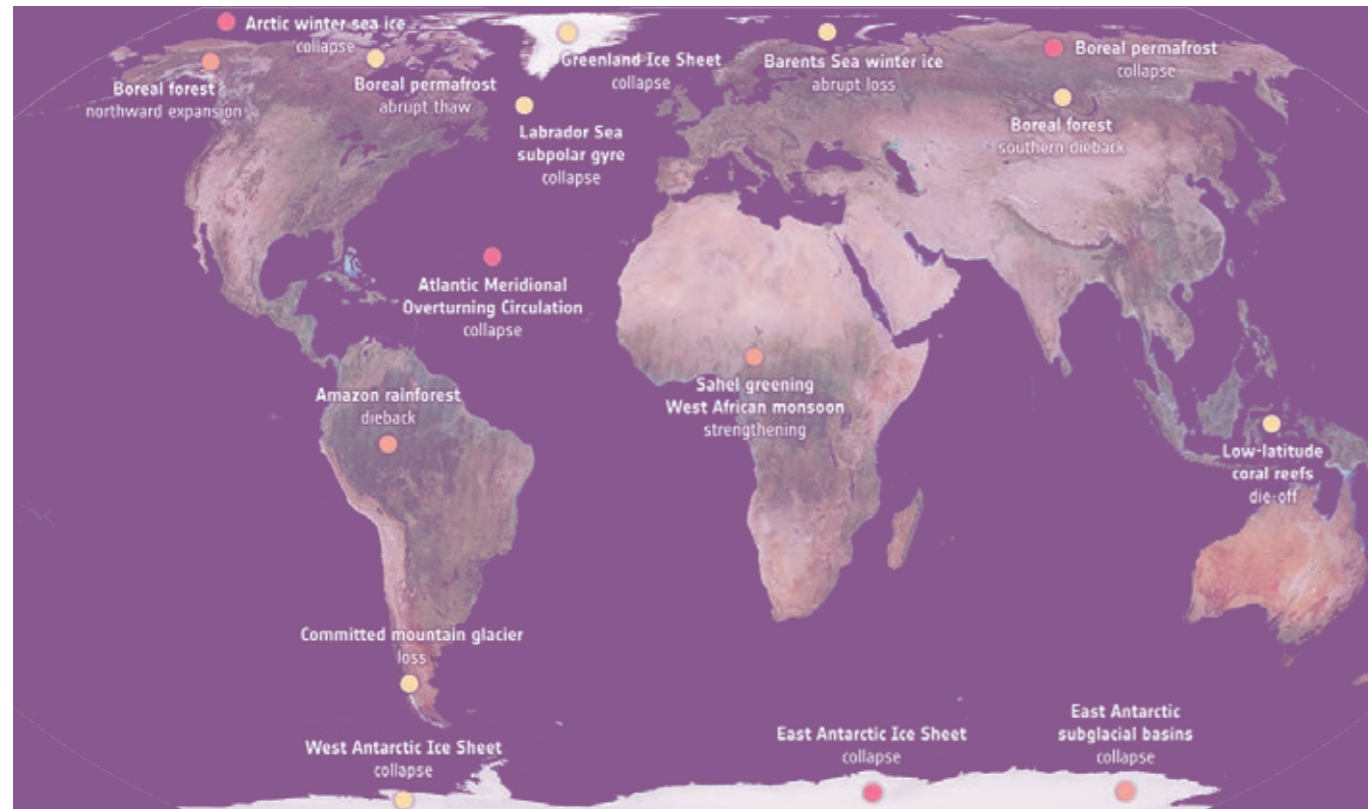 Arctic winter sea ice
collapse
Boreal forest
northward expansion
Boreal permafrost
abrupt thaw
Greenland Ice Sheet
collapse
Barents Sea winter ice
abrupt loss
Boreal permafrost
collapse
Boreal forest
southern dieback
Labrador Sea
subpolar gyre
collapse
Atlantic Meridional
Overturning Circulation
collapse
Amazon rainforest
dieback
Sahel greening
West African monsoon
strengthening
Low-latitude
coral reefs
die-off
Committed mountain glacier
loss
West Antarctic Ice Sheet
collapse
East Antarctic Ice Sheet
collapse
East Antarctic
subglacial basins
collapse